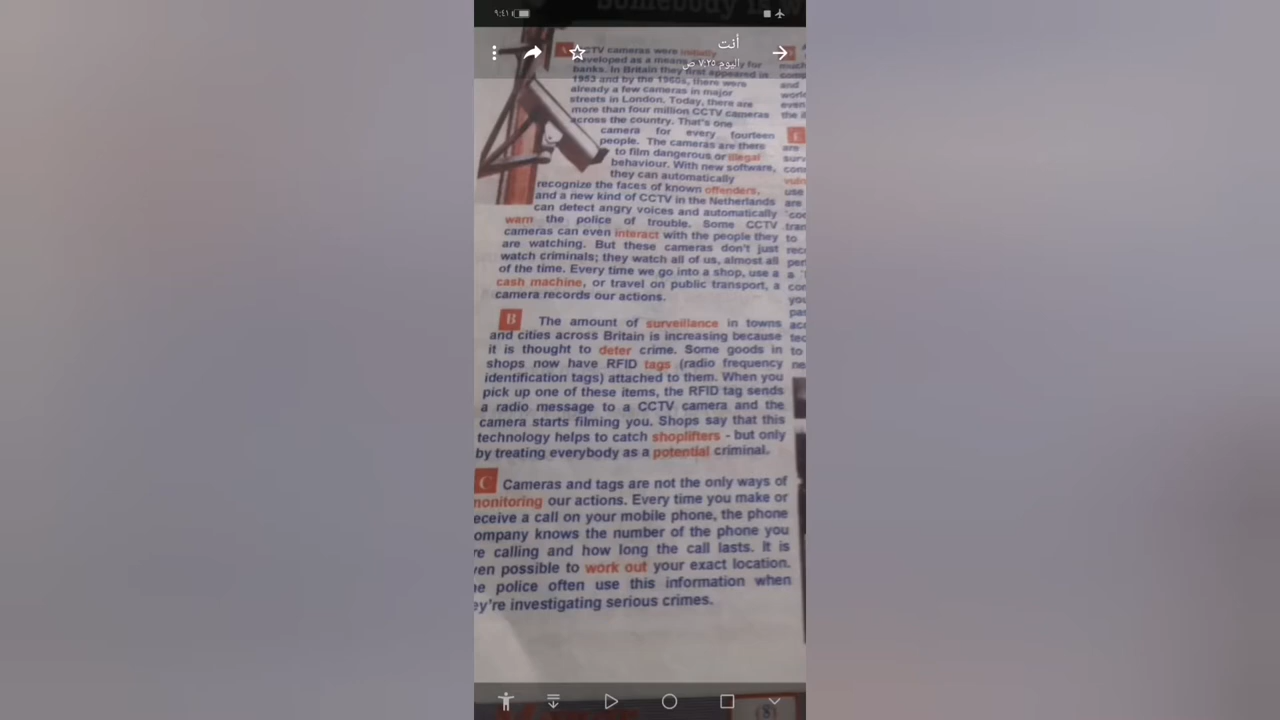 ٩:٤١
أنت
اليوم ٧:٢٥ ض
CCTV cameras were initially
developed as a means for
banks. In Britain they first appeared in
1953 and by the 1960s, there were
already a few cameras in major
streets in London. Today, there are
more than four million CCTV cameras
across the country. That's one
camera for every fourteen
people. The cameras are there
to film dangerous or illegal
behaviour. With new software,
they can automatically
recognize the faces of known offenders,
and a new kind of CCTV in the Netherlands
can detect angry voices and automatically
warn the police of trouble. Some CCTV
cameras can even interact with the people they
are watching. But these cameras don't just
watch criminals; they watch all of us, almost all
of the time. Every time we go into a shop, use a
cash machine, or travel on public transport, a
camera records our actions.
B The amount of surveillance in towns
and cities across Britain is increasing because
it is thought to deter crime. Some goods in
shops now have RFID tags (radio frequency
identification tags) attached to them. When you
pick up one of these items, the RFID tag sends
a radio message to a CCTV camera and the
camera starts filming you. Shops say that this
technology helps to catch shoplifters - but only
by treating everybody as a potential criminal.
C Cameras and tags are not the only ways of
monitoring our actions. Every time you make or
eceive a call on your mobile phone, the phone
ompany knows the number of the phone you
re calling and how long the call lasts. It is
ven possible to work out your exact location.
he police often use this information when
ey're investigating serious crimes.